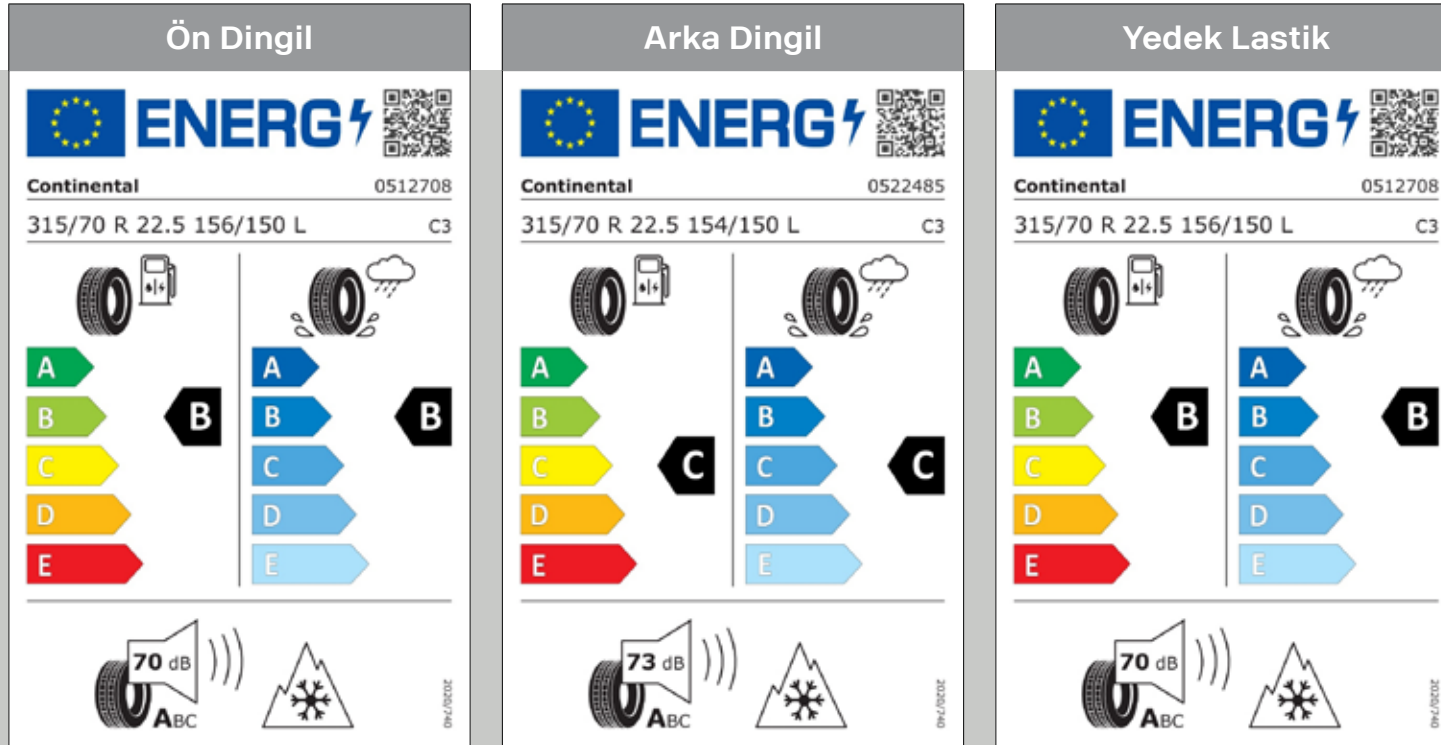 Ön Dingil
ENERG
Continental 0512708
315/70 R 22.5 156/150 L C3
A
B
C
D
E
B
A
B
C
D
E
B
70 dB
ABC
2020/740
Arka Dingil
ENERG
Continental 0522485
315/70 R 22.5 154/150 L C3
A
B
C
D
E
C
A
B
C
D
E
C
73 dB
ABC
2020/740
Yedek Lastik
ENERG
Continental 0512708
315/70 R 22.5 156/150 L C3
A
B
C
D
E
B
A
B
C
D
E
B
70 dB
ABC
2020/740